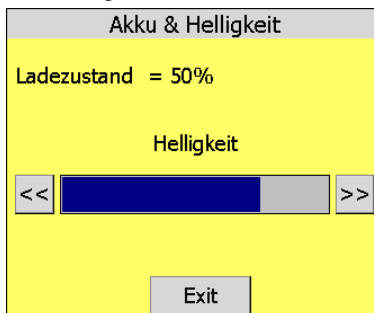 Akku & Helligkeit
Ladezustand = 50%
Helligkeit
<< >>
Exit